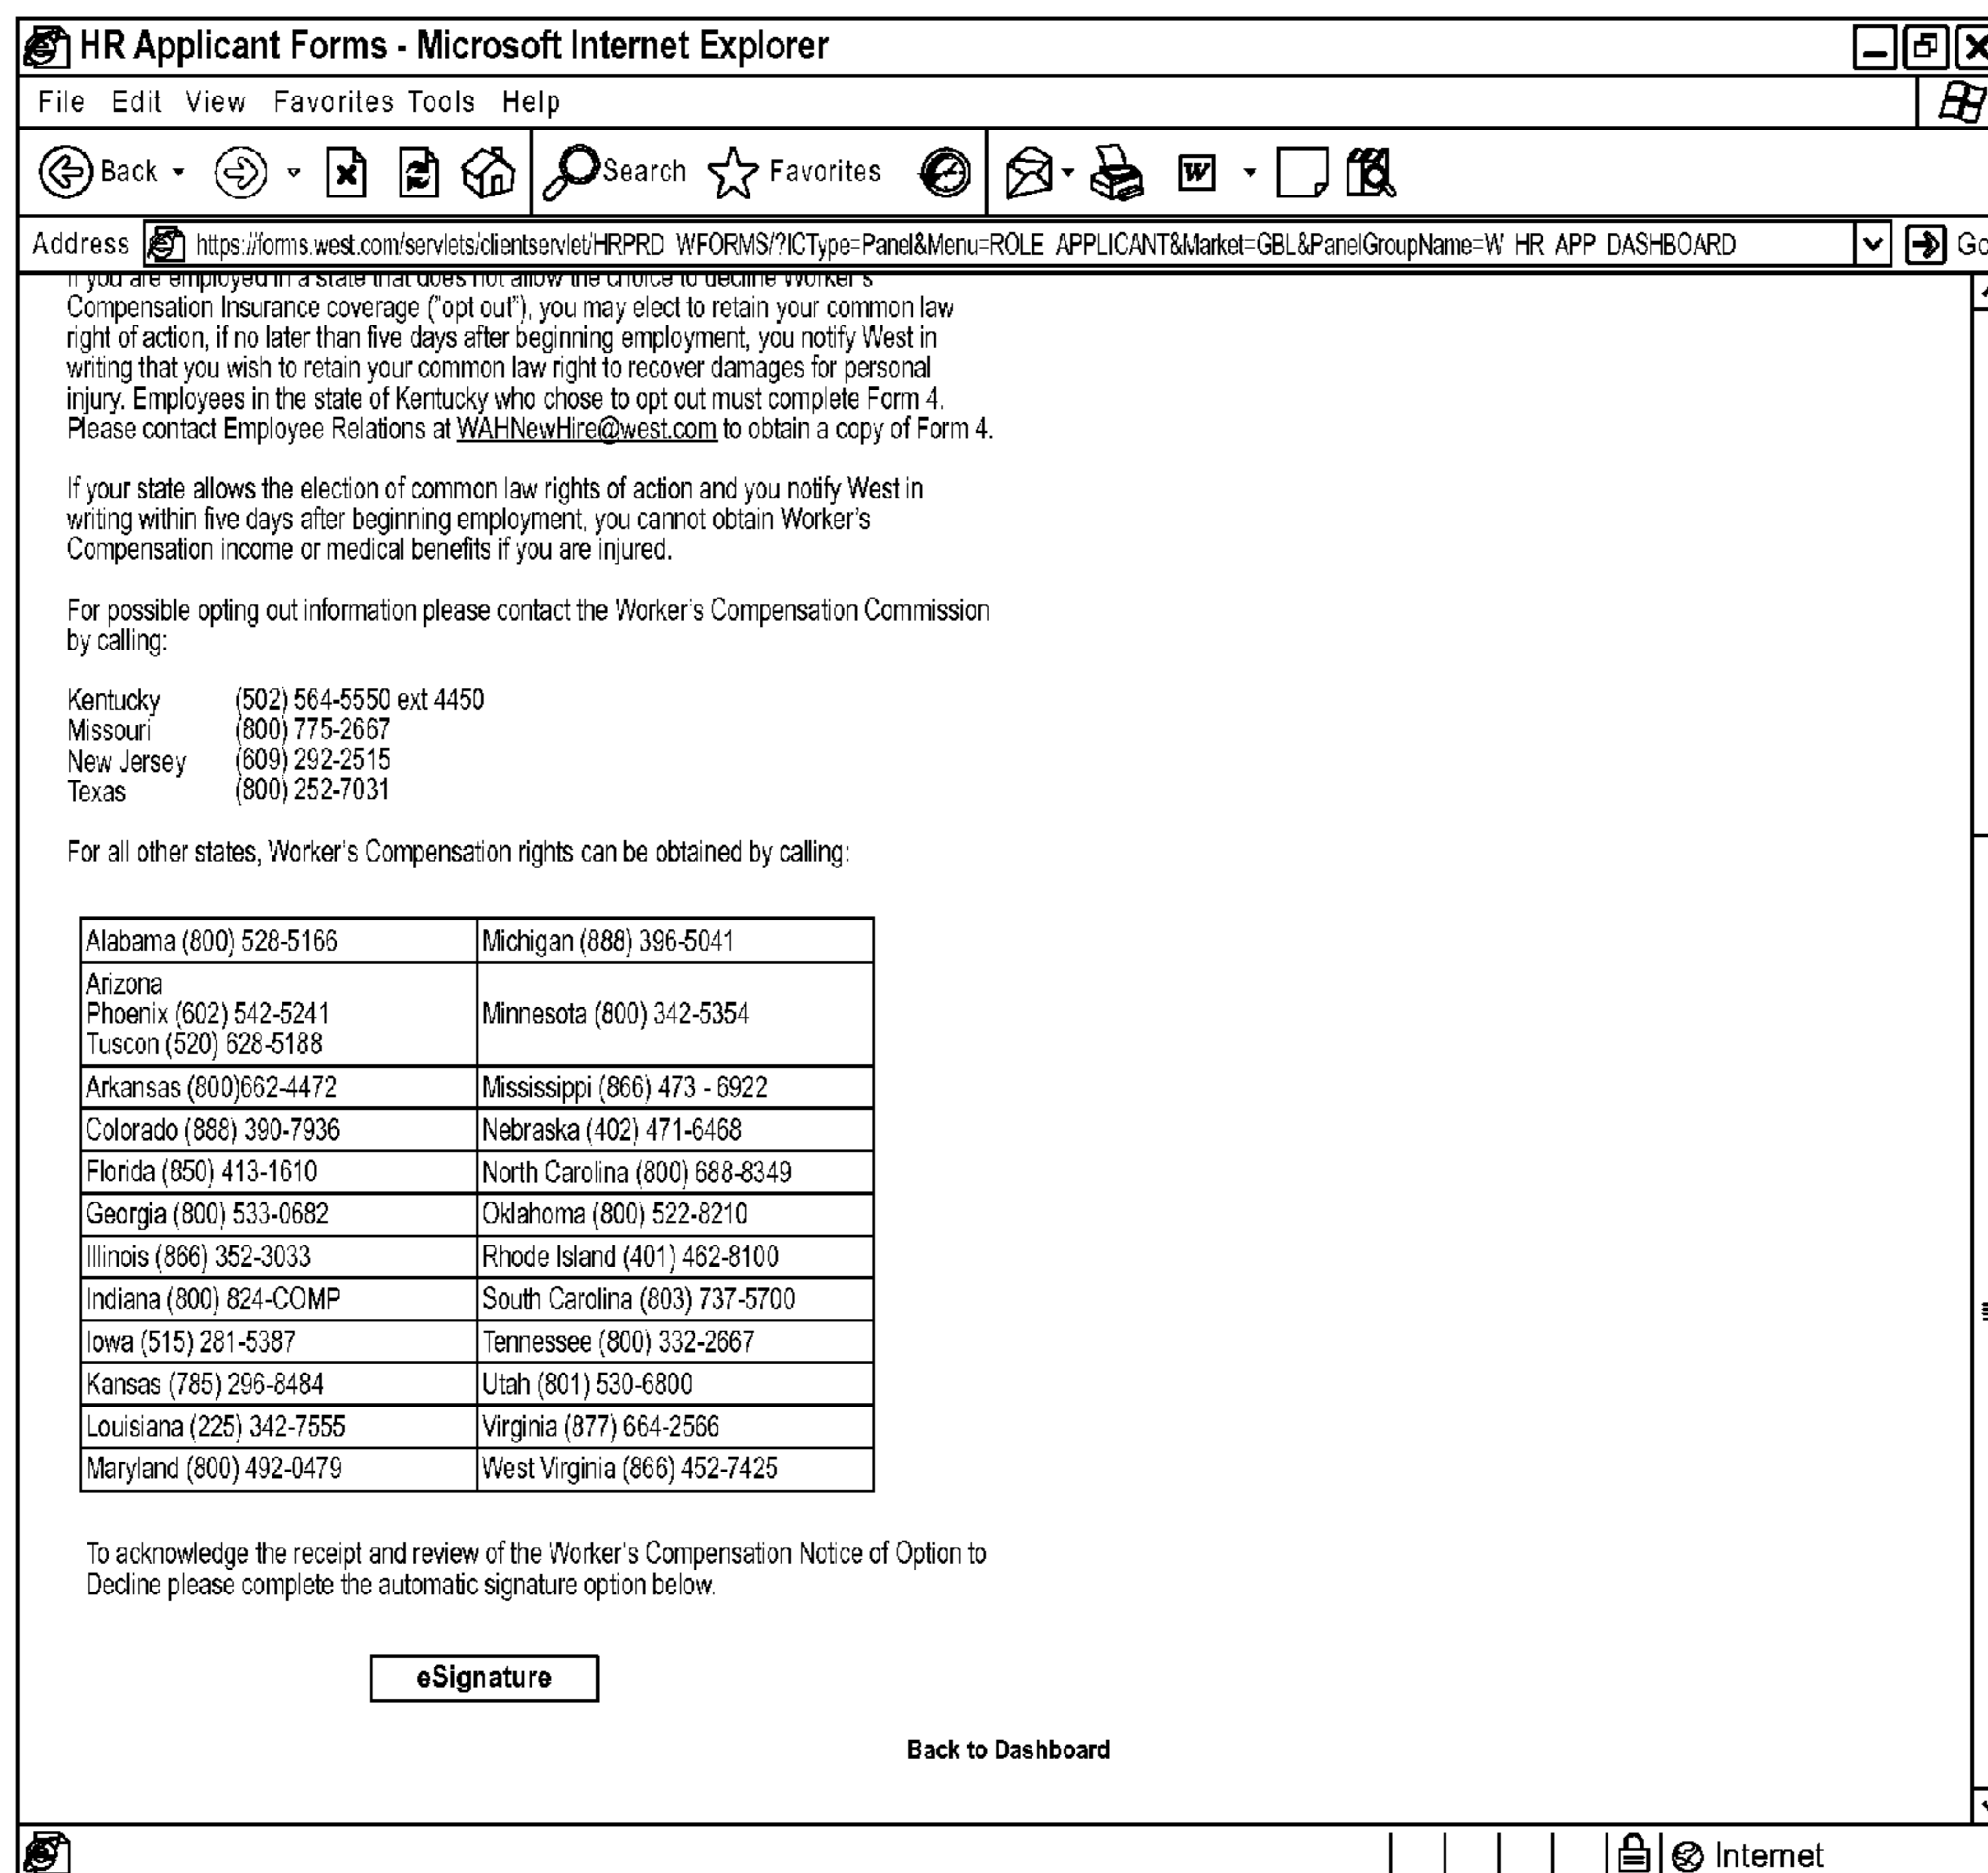 HR Applicant Forms - Microsoft Internet Explorer
File Edit View Favorites Tools Help
Back Search Favorites W
Address https://forms.west.com/servlets/clientservlet/HRPRD WFORMS/?ICType=Panel&Menu=ROLE APPLICANT&Market=GBL&PanelGroupName=W HR APP DASHBOARD Go
If you are employed in a state that does not allow the choice to decline Worker's
Compensation Insurance coverage ("opt out"), you may elect to retain your common law
right of action, if no later than five days after beginning employment, you notify West in
writing that you wish to retain your common law right to recover damages for personal
injury. Employees in the state of Kentucky who chose to opt out must complete Form 4.
Please contact Employee Relations at WAHNewHire@west.com to obtain a copy of Form 4.
If your state allows the election of common law rights of action and you notify West in
writing within five days after beginning employment, you cannot obtain Worker's
Compensation income or medical benefits if you are injured.
For possible opting out information please contact the Worker's Compensation Commission
by calling:
Kentucky (502) 564-5550 ext 4450
Missouri (800) 775-2667
New Jersey (609) 292-2515
Texas (800) 252-7031
For all other states, Worker's Compensation rights can be obtained by calling:
Alabama (800) 528-5166 Michigan (888) 396-5041
Arizona
Phoenix (602) 542-5241 Minnesota (800) 342-5354
Tuscon (520) 628-5188
Arkansas (800)662-4472 Mississippi (866) 473 - 6922
Colorado (888) 390-7936 Nebraska (402) 471-6468
Florida (850) 413-1610 North Carolina (800) 688-8349
Georgia (800) 533-0682 Oklahoma (800) 522-8210
Illinois (866) 352-3033 Rhode Island (401) 462-8100
Indiana (800) 824-COMP South Carolina (803) 737-5700
Iowa (515) 281-5387 Tennessee (800) 332-2667
Kansas (785) 296-8484 Utah (801) 530-6800
Louisiana (225) 342-7555 Virginia (877) 664-2566
Maryland (800) 492-0479 West Virginia (866) 452-7425
To acknowledge the receipt and review of the Worker's Compensation Notice of Option to
Decline please complete the automatic signature option below.
eSignature
Back to Dashboard
Internet